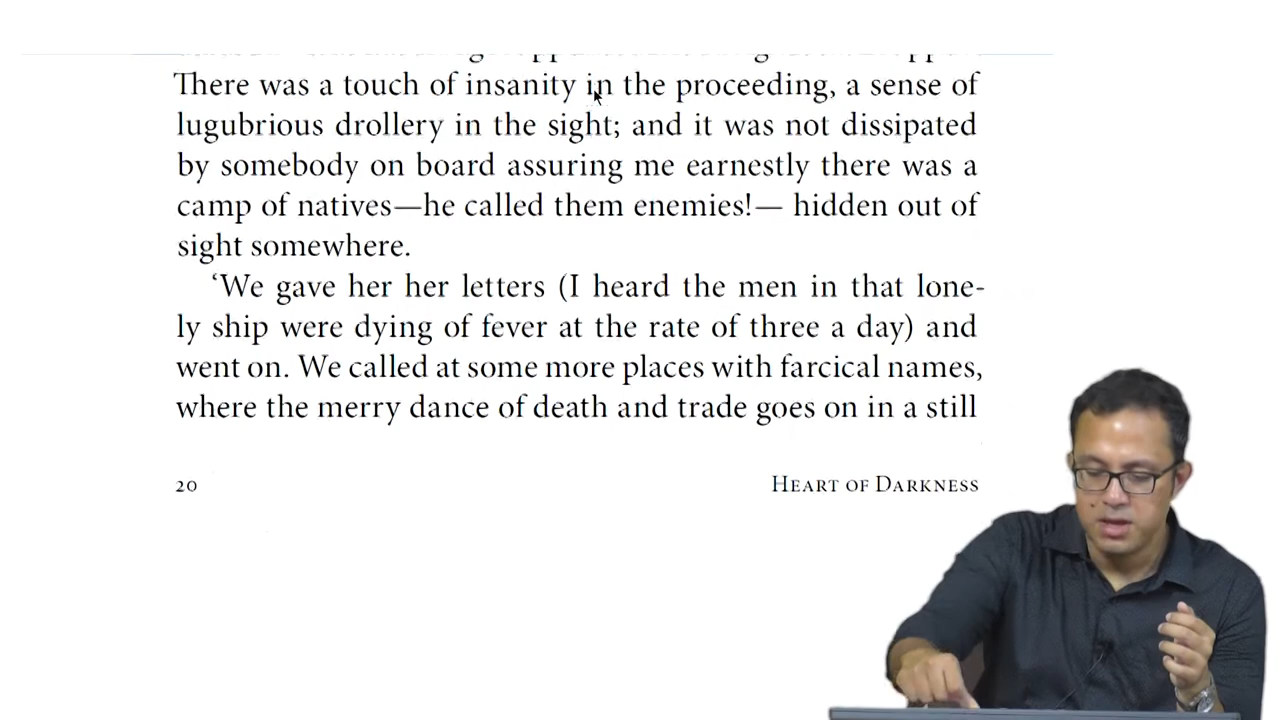 There was a touch of insanity in the proceeding, a sense of
lugubrious drollery in the sight; and it was not dissipated
by somebody on board assuring me earnestly there was a
camp of natives—he called them enemies!— hidden out of
sight somewhere.
‘We gave her her letters (I heard the men in that lone-
ly ship were dying of fever at the rate of three a day) and
went on. We called at some more places with farcical names,
where the merry dance of death and trade goes on in a still
20
Heart of Darkness